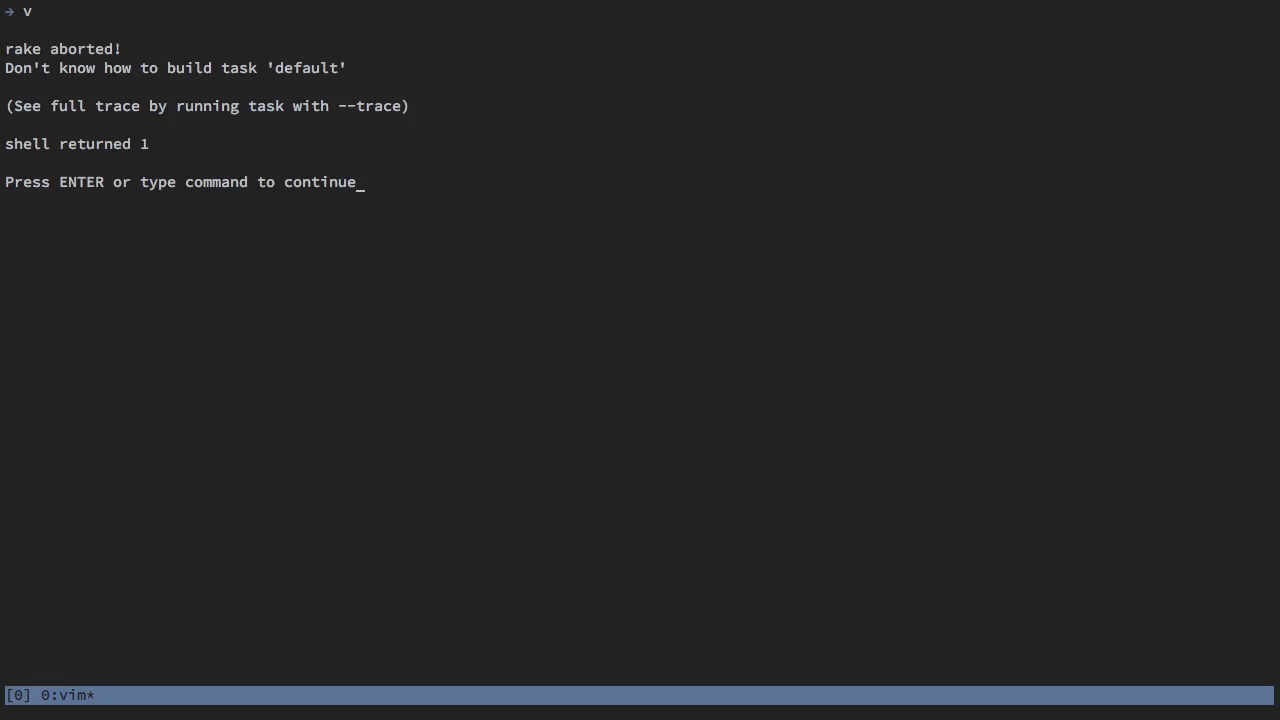 → v
rake aborted!
Don't know how to build task 'default'
(See full trace by running task with --trace)
shell returned 1
Press ENTER or type command to continue_
[0] 0:vim*